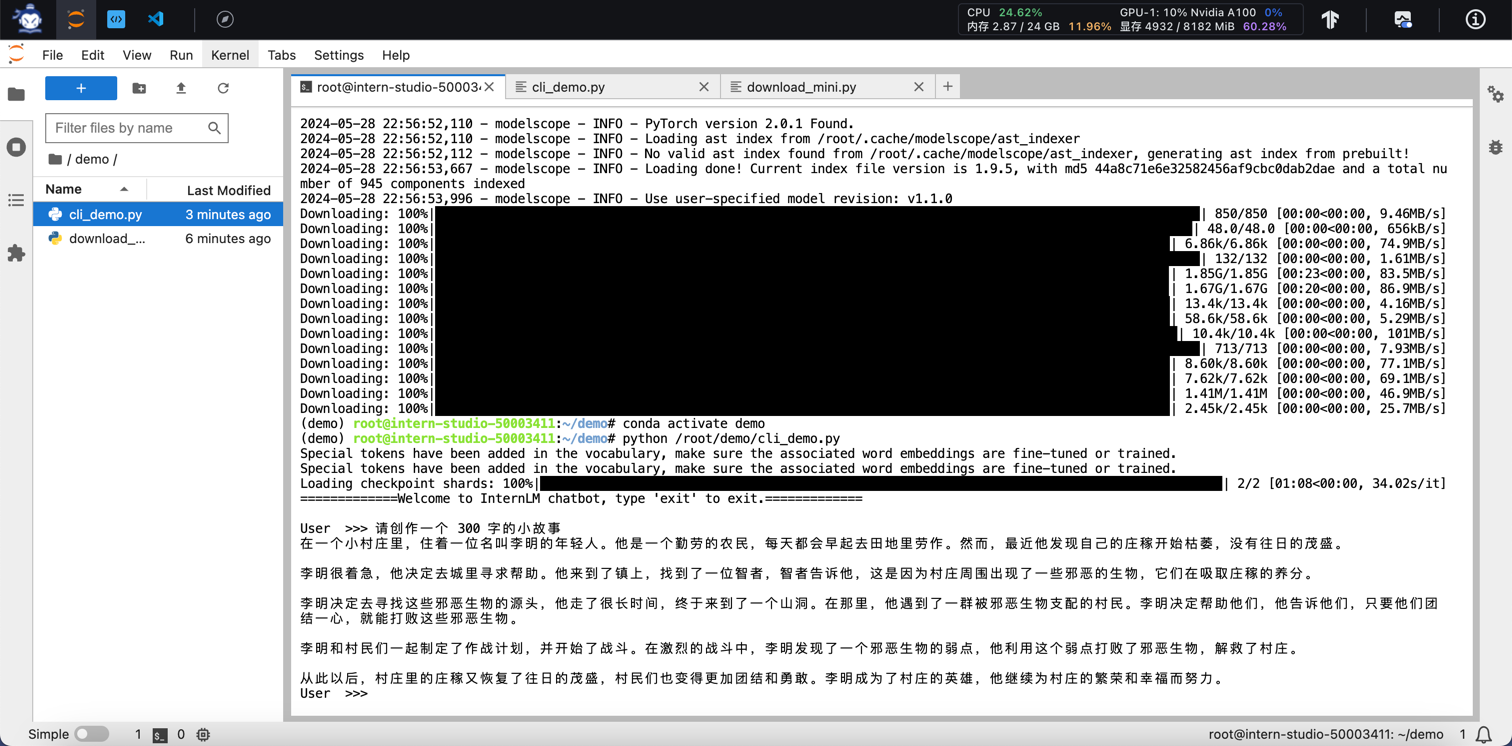 CPU 24.62% GPU-1: 10% Nvidia A100 0%
内存 2.87 / 24 GB 11.96% 显存 4932 / 8182 MiB 60.28%
File Edit View Run Kernel Tabs Settings Help
root@intern-studio-50003
cli_demo.py
download_mini.py
Filter files by name
/ demo /
Name Last Modified
cli_demo.py 3 minutes ago
download_... 6 minutes ago
2024-05-28 22:56:52,110 - modelscope - INFO - PyTorch version 2.0.1 Found.
2024-05-28 22:56:52,110 - modelscope - INFO - Loading ast index from /root/.cache/modelscope/ast_indexer
2024-05-28 22:56:52,112 - modelscope - INFO - No valid ast index found from /root/.cache/modelscope/ast_indexer, generating ast index from prebuilt!
2024-05-28 22:56:53,667 - modelscope - INFO - Loading done! Current index file version is 1.9.5, with md5 44a8c71e6e32582456af9cbc0dab2dae and a total nu
mber of 945 components indexed
2024-05-28 22:56:53,996 - modelscope - INFO - Use user-specified model revision: v1.1.0
Downloading: 100%| | 850/850 [00:00<00:00, 9.46MB/s]
Downloading: 100%| | 48.0/48.0 [00:00<00:00, 656kB/s]
Downloading: 100%| | 6.86k/6.86k [00:00<00:00, 74.9MB/s]
Downloading: 100%| | 132/132 [00:00<00:00, 1.61MB/s]
Downloading: 100%| | 1.85G/1.85G [00:23<00:00, 83.5MB/s]
Downloading: 100%| | 1.67G/1.67G [00:20<00:00, 86.9MB/s]
Downloading: 100%| | 13.4k/13.4k [00:00<00:00, 4.16MB/s]
Downloading: 100%| | 58.6k/58.6k [00:00<00:00, 5.29MB/s]
Downloading: 100%| | 10.4k/10.4k [00:00<00:00, 101MB/s]
Downloading: 100%| | 713/713 [00:00<00:00, 7.93MB/s]
Downloading: 100%| | 8.60k/8.60k [00:00<00:00, 77.1MB/s]
Downloading: 100%| | 7.62k/7.62k [00:00<00:00, 69.1MB/s]
Downloading: 100%| | 1.41M/1.41M [00:00<00:00, 46.9MB/s]
Downloading: 100%| | 2.45k/2.45k [00:00<00:00, 25.7MB/s]
(demo) root@intern-studio-50003411:~/demo# conda activate demo
(demo) root@intern-studio-50003411:~/demo# python /root/demo/cli_demo.py
Special tokens have been added in the vocabulary, make sure the associated word embeddings are fine-tuned or trained.
Special tokens have been added in the vocabulary, make sure the associated word embeddings are fine-tuned or trained.
Loading checkpoint shards: 100%| | 2/2 [01:08<00:00, 34.02s/it]
=============Welcome to InternLM chatbot, type 'exit' to exit.=============
User >>> 请创作一个 300 字的小故事
在一个小村庄里，住着一位名叫李明的年轻人。他是一个勤劳的农民，每天都会早起去田地里劳作。然而，最近他发现自己的庄稼开始枯萎，没有往日的茂盛。
李明很着急，他决定去城里寻求帮助。他来到了镇上，找到了一位智者，智者告诉他，这是因为村庄周围出现了一些邪恶的生物，它们在吸取庄稼的养分。
李明决定去寻找这些邪恶生物的源头，他走了很长时间，终于来到了一个山洞。在那里，他遇到了一群被邪恶生物支配的村民。李明决定帮助他们，他告诉他们，只要他们团
结一心，就能打败这些邪恶生物。
李明和村民们一起制定了作战计划，并开始了战斗。在激烈的战斗中，李明发现了一个邪恶生物的弱点，他利用这个弱点打败了邪恶生物，解救了村庄。
从此以后，村庄里的庄稼又恢复了往日的茂盛，村民们也变得更加团结和勇敢。李明成为了村庄的英雄，他继续为村庄的繁荣和幸福而努力。
User >>>
Simple 1 0 root@intern-studio-50003411: ~/demo 1